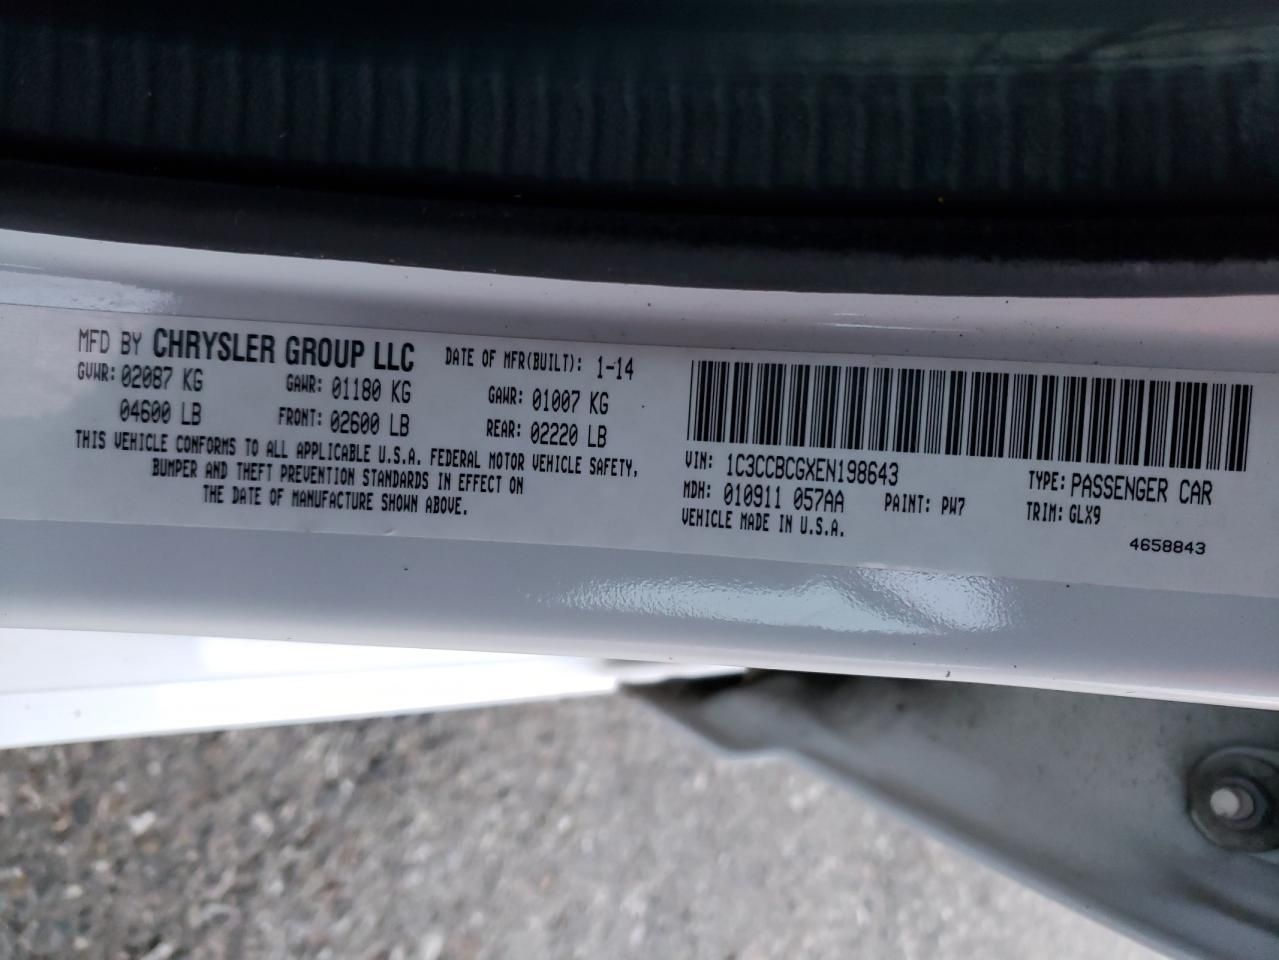 MFD BY CHRYSLER GROUP LLC DATE OF MFR(BUILT): 1-14
GVWR: 02087 KG GAWR: 01180 KG GAWR: 01007 KG
04600 LB FRONT: 02600 LB REAR: 02220 LB
THIS VEHICLE CONFORMS TO ALL APPLICABLE U.S.A. FEDERAL MOTOR VEHICLE SAFETY,
BUMPER AND THEFT PREVENTION STANDARDS IN EFFECT ON
THE DATE OF MANUFACTURE SHOWN ABOVE.
VIN: 1C3CCBCGXEN198643 TYPE: PASSENGER CAR
MDH: 010911 057AA PAINT: PW7 TRIM: GLX9
VEHICLE MADE IN U.S.A.
4658843